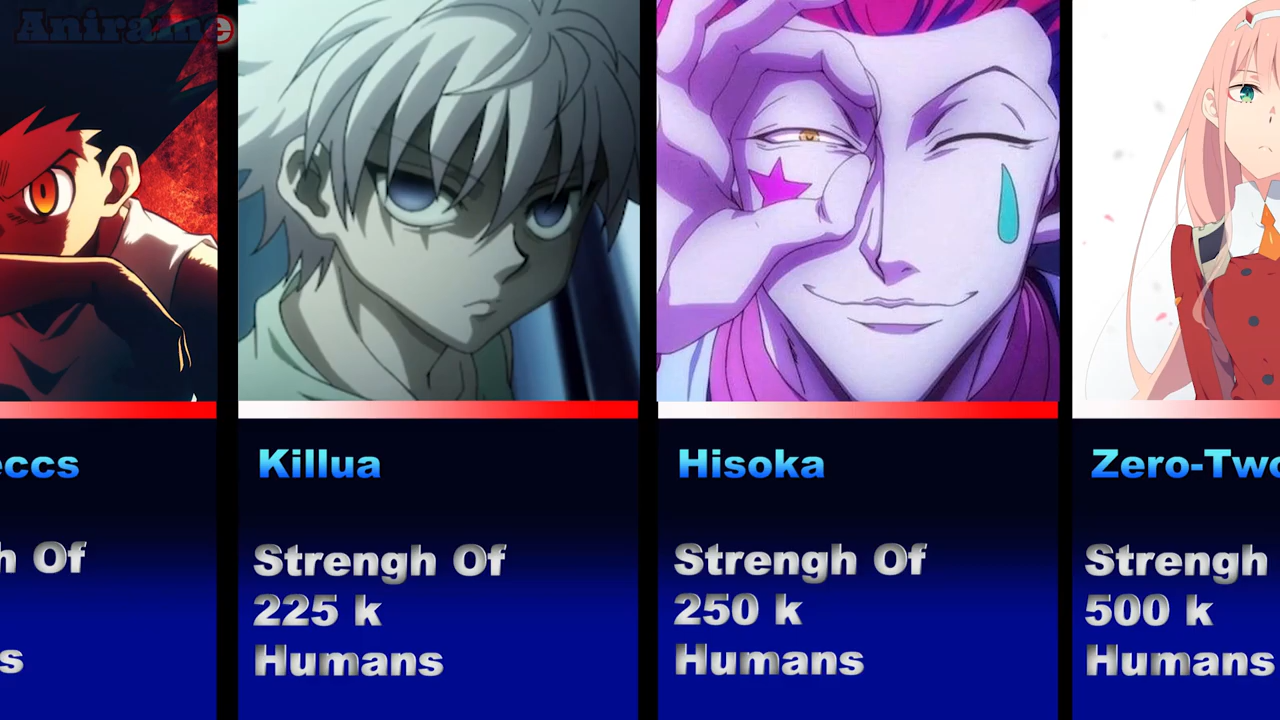 Aniraine
eccs
h Of
s
Killua
Strengh Of
225 k
Humans
Hisoka
Strengh Of
250 k
Humans
Zero-Two
Strengh
500 k
Humans